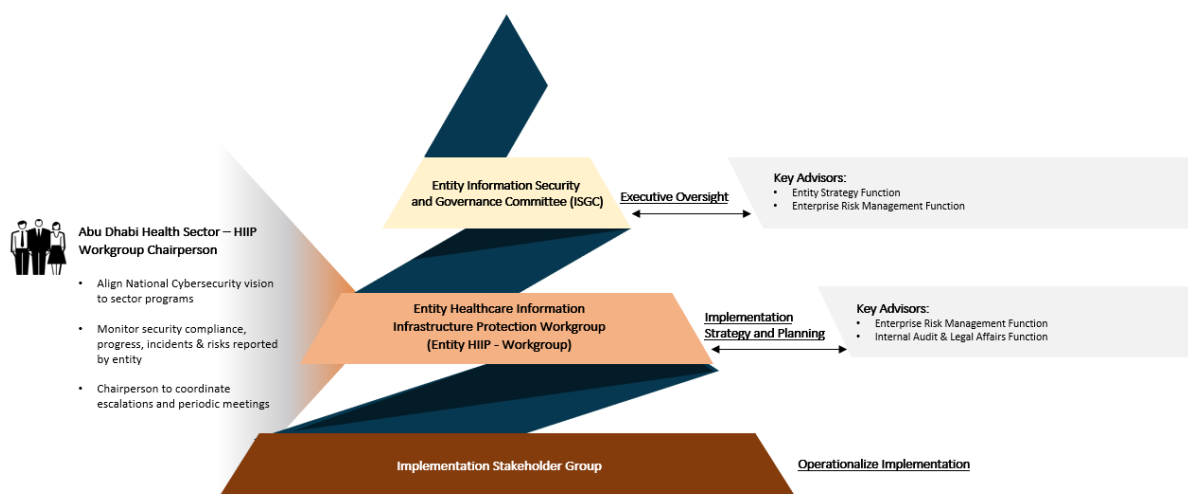 Entity Information Security
and Governance Committee (ISGC)
Executive Oversight
Key Advisors:
• Entity Strategy Function
• Enterprise Risk Management Function
Abu Dhabi Health Sector – HIIP
Workgroup Chairperson
• Align National Cybersecurity vision
to sector programs
• Monitor security compliance,
progress, incidents & risks reported
by entity
• Chairperson to coordinate
escalations and periodic meetings
Entity Healthcare Information
Infrastructure Protection Workgroup
(Entity HIIP - Workgroup)
Implementation
Strategy and Planning
Key Advisors:
• Enterprise Risk Management Function
• Internal Audit & Legal Affairs Function
Implementation Stakeholder Group
Operationalize Implementation